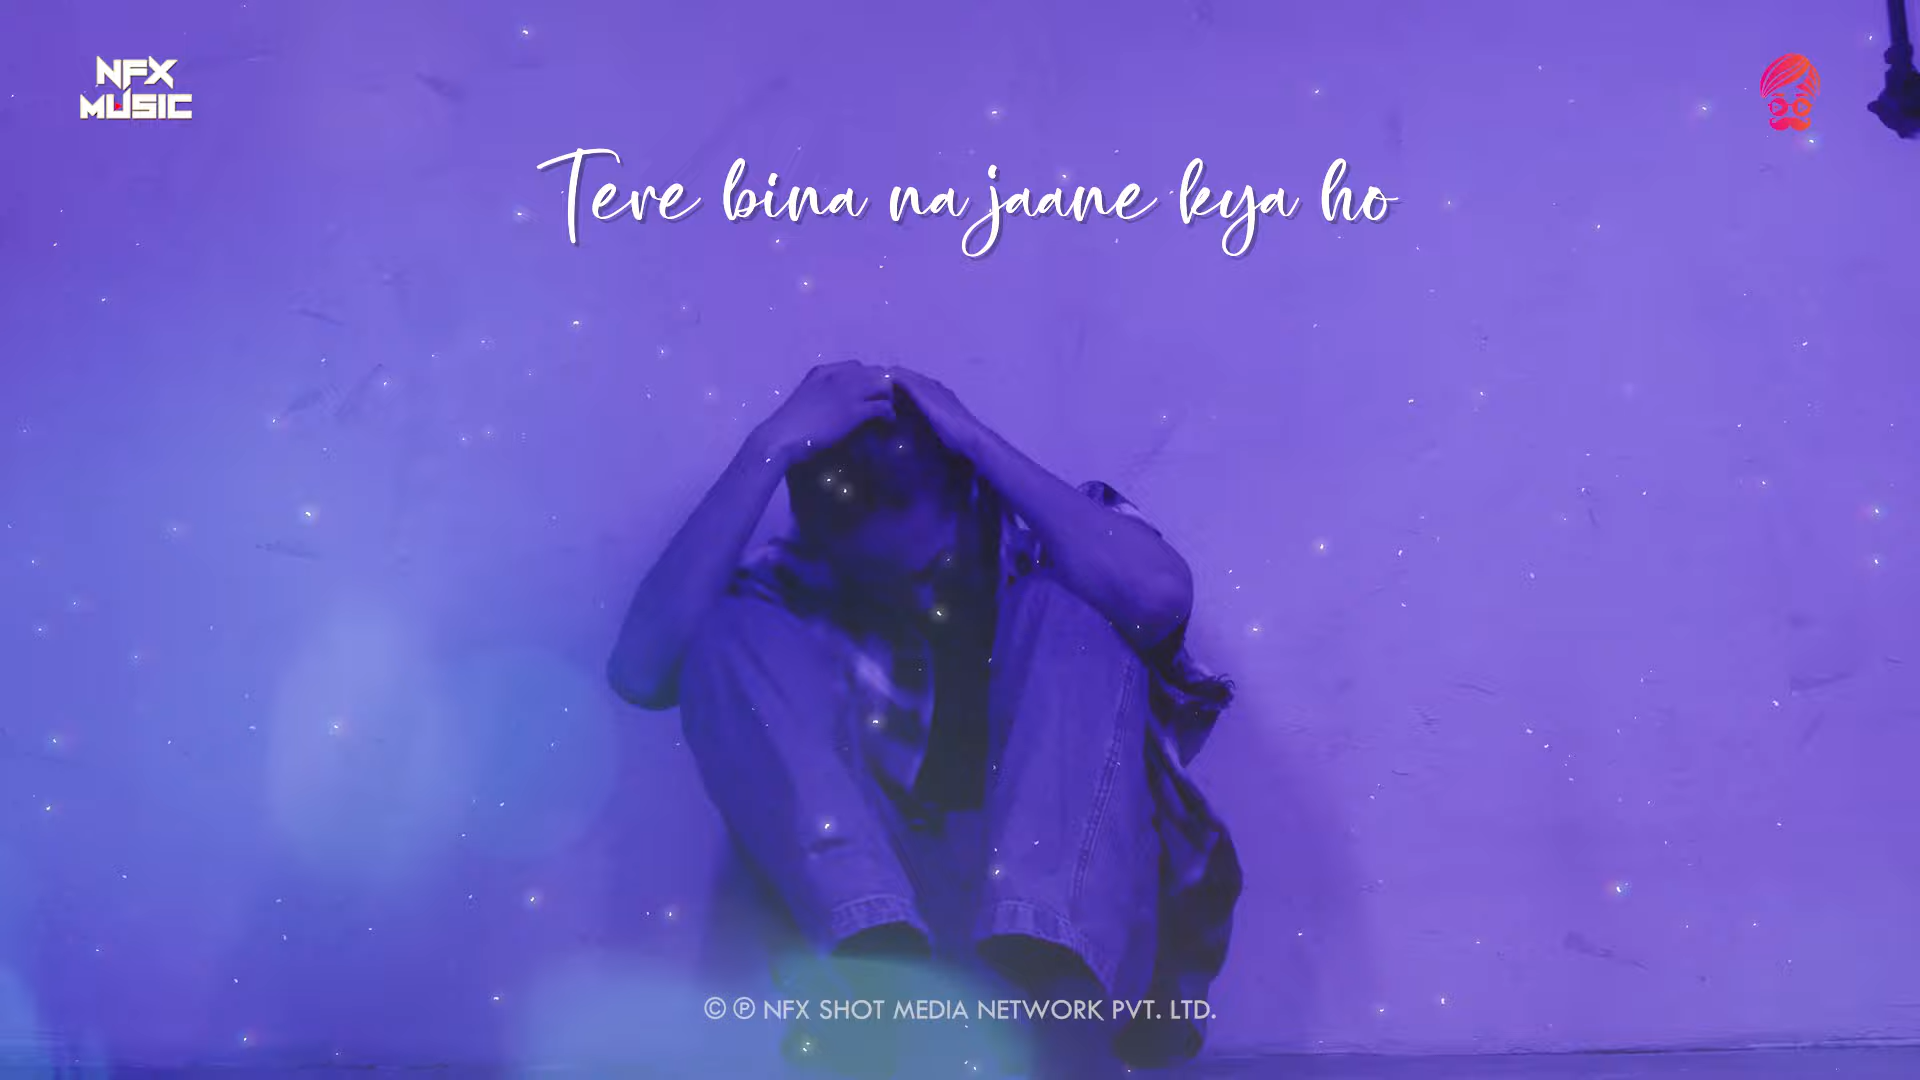 NFX
MUSIC
Tere bina na jaane kya ho
© ℗ NFX SHOT MEDIA NETWORK PVT. LTD.